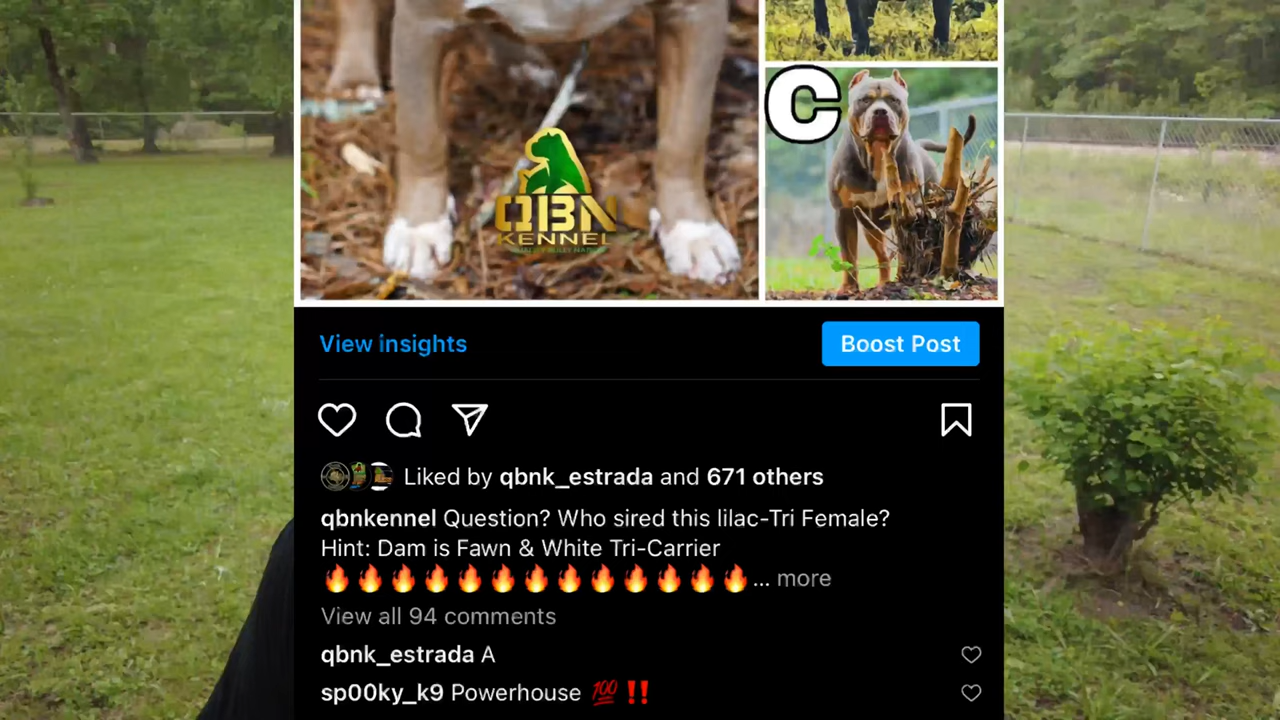 C
QBN
KENNEL
View insights
Boost Post
Liked by qbnk_estrada and 671 others
qbnkennel Question? Who sired this lilac-Tri Female?
Hint: Dam is Fawn & White Tri-Carrier
🔥🔥🔥🔥🔥🔥🔥🔥🔥🔥🔥🔥🔥... more
View all 94 comments
qbnk_estrada A
sp00ky_k9 Powerhouse 💯‼️